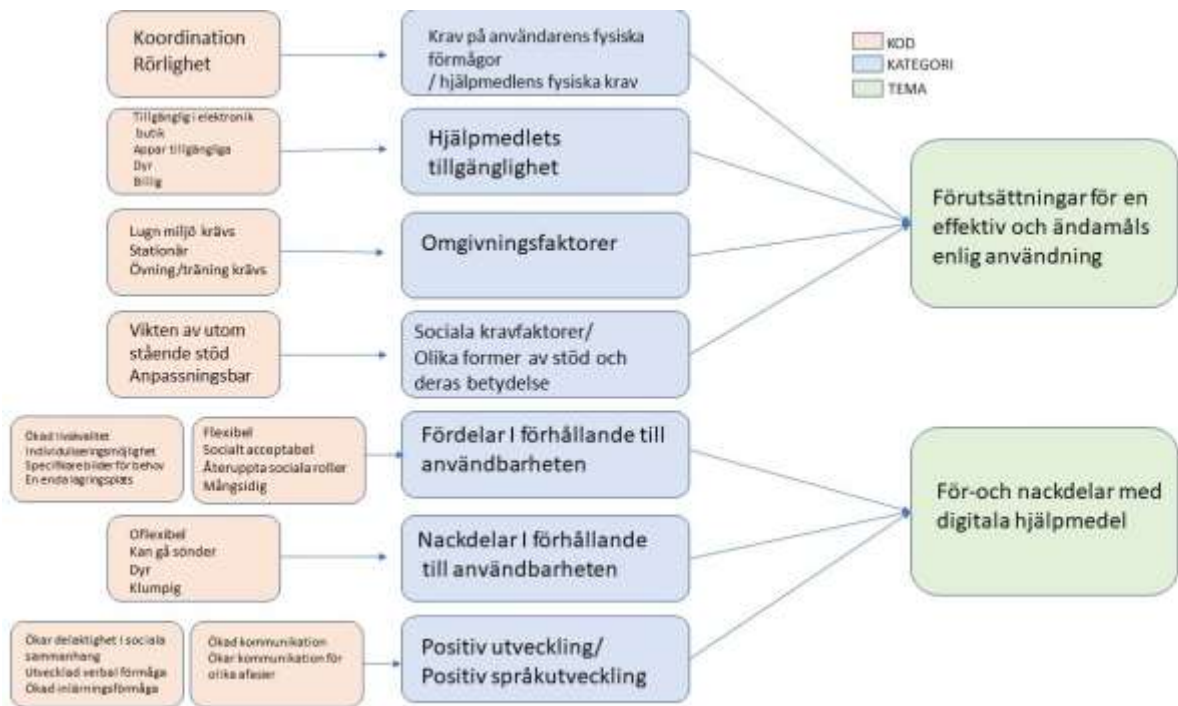 Koordination
Rörlighet
Krav på användarens fysiska
förmågor
/ hjälpmedlens fysiska krav
KOD
KATEGORI
TEMA
Tillgänglig i elektronik
butik
Appar tillgängliga
Dyr
Billig
Hjälpmedlets
tillgänglighet
Lugn miljö krävs
Stationär
Övning/träning krävs
Omgivningsfaktorer
Förutsättningar för en
effektiv och ändamåls
enlig användning
Vikten av utom
stående stöd
Anpassningsbar
Sociala kravfaktorer/
Olika former av stöd och
deras betydelse
Ökad livskvalitet
Individualiseringsmöjlighet
Specifikare bilder för behov
En enda lagringsplats
Flexibel
Socialt acceptabel
Återuppta sociala roller
Mångsidig
Fördelar I förhållande till
användbarheten
För-och nackdelar med
digitala hjälpmedel
Oflexibel
Kan gå sönder
Dyr
Klumpig
Nackdelar I förhållande
till användbarheten
Ökar delaktighet i sociala
sammanhang
Utvecklad verbal förmåga
Ökad inlärningsförmåga
Ökad kommunikation
Ökar kommunikation för
olika afasier
Positiv utveckling/
Positiv språkutveckling